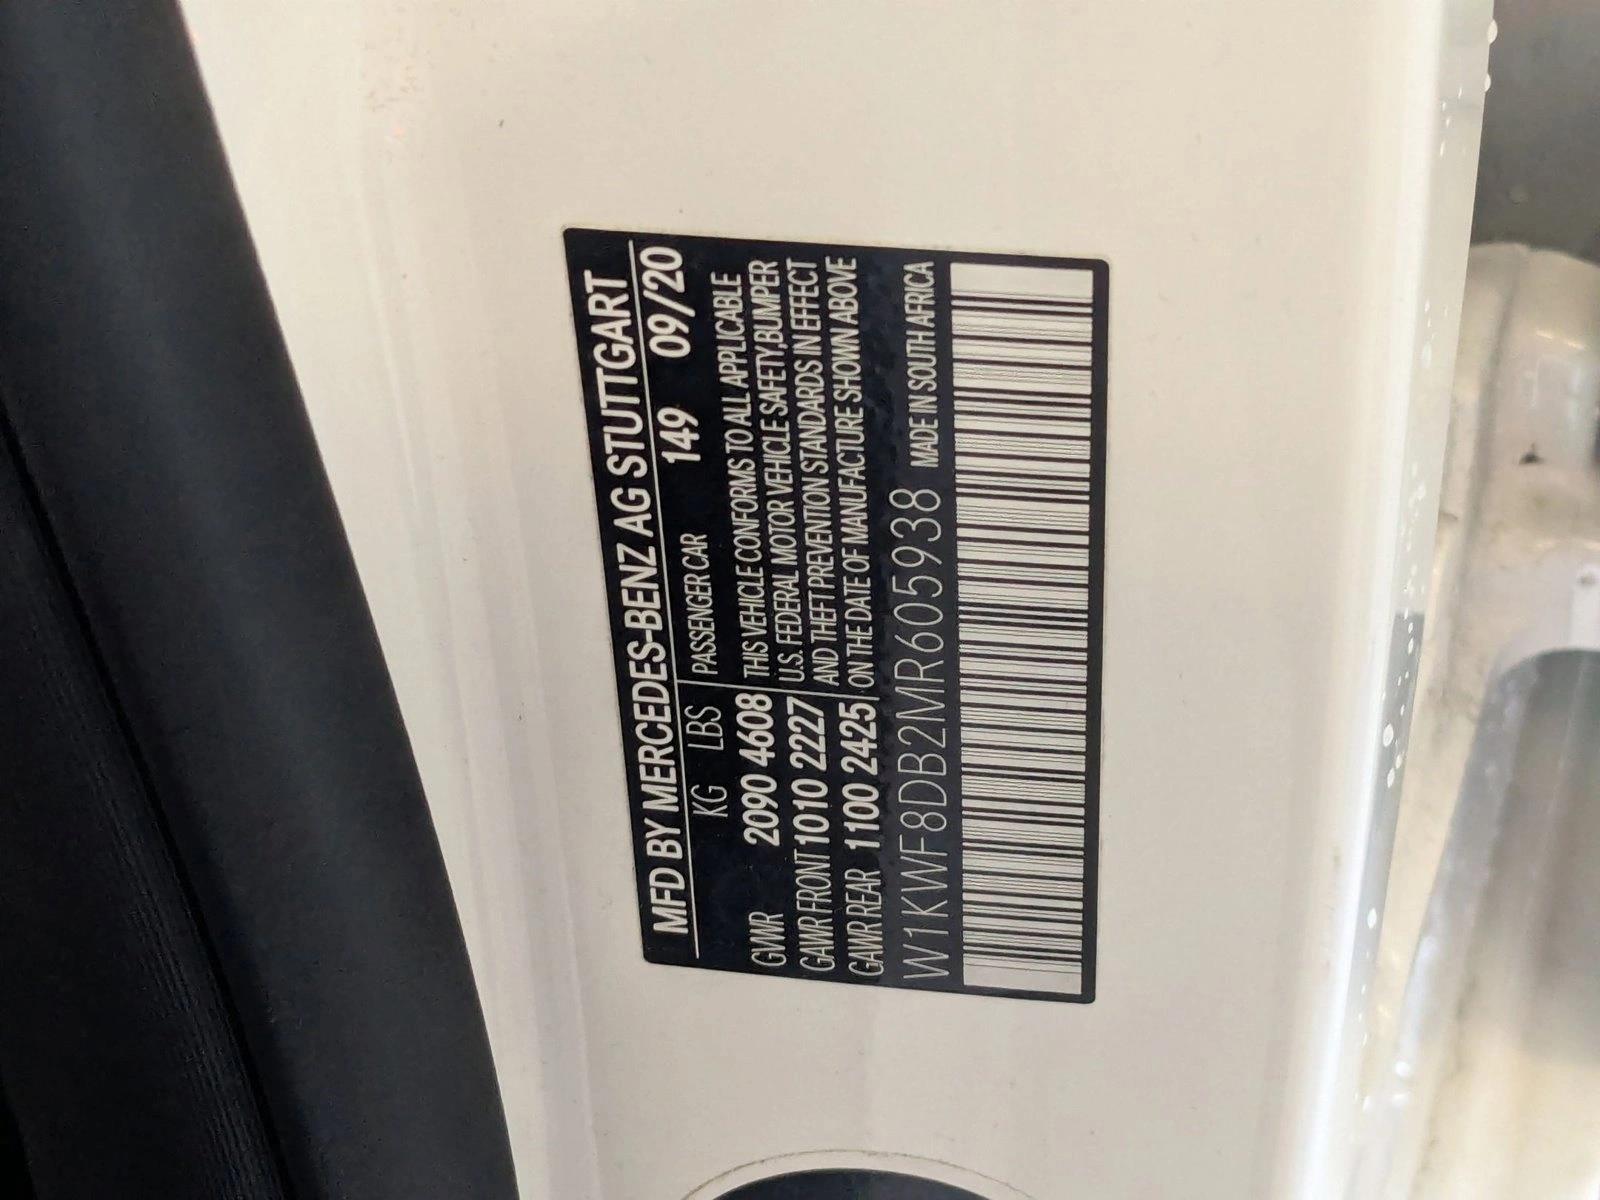 MFD BY MERCEDES-BENZ AG STUTTGART
KG LBS PASSENGER CAR 149 09/20
GVWR 2090 4608 THIS VEHICLE CONFORMS TO ALL APPLICABLE
GAWR FRONT 1010 2227 U.S. FEDERAL MOTOR VEHICLE SAFETY,BUMPER
GAWR REAR 1100 2425 AND THEFT PREVENTION STANDARDS IN EFFECT
ON THE DATE OF MANUFACTURE SHOWN ABOVE
W1KWF8DB2MR605938 MADE IN SOUTH AFRICA